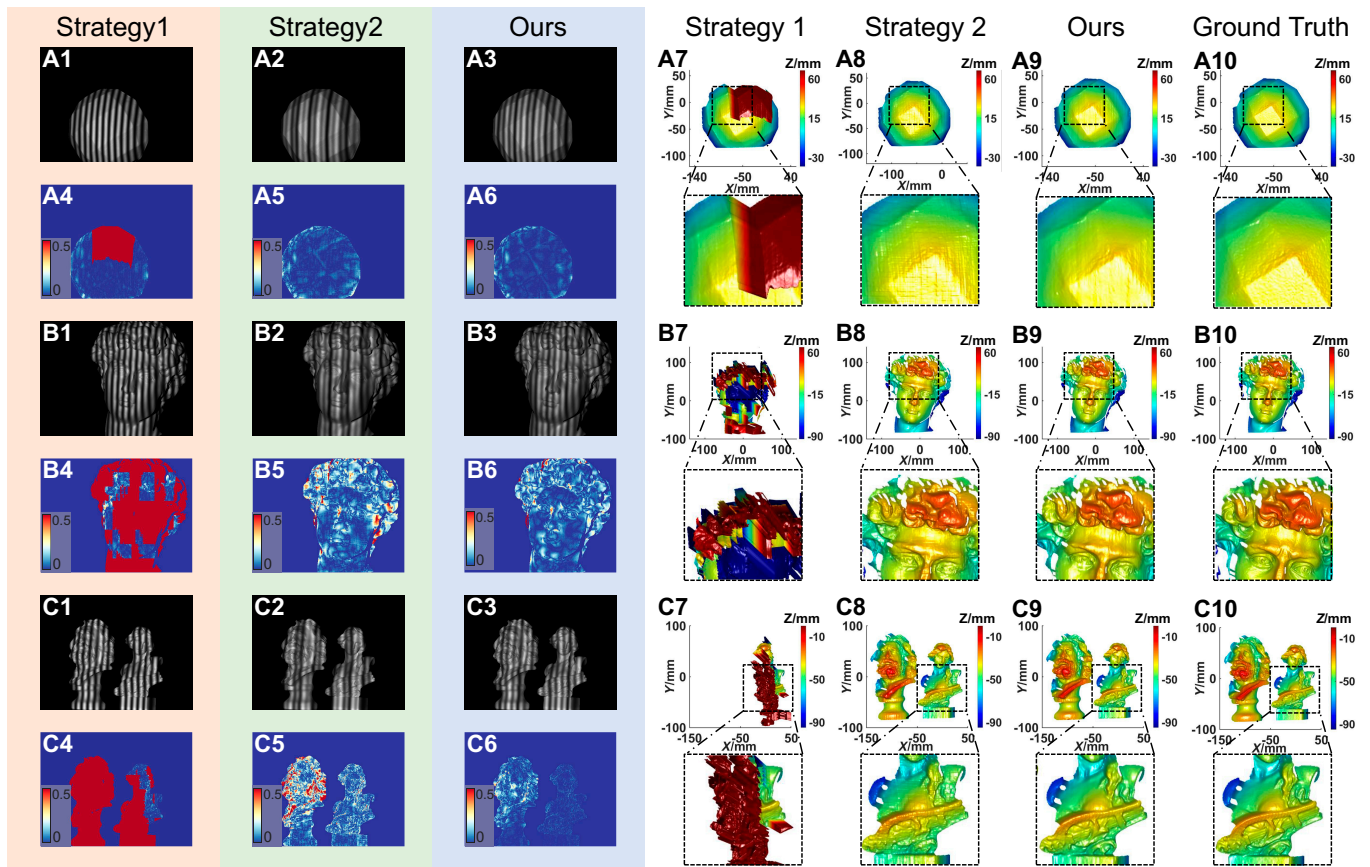 Strategy1 Strategy2 Ours
A1 A2 A3
A4 A5 A6
0.5 0.5 0.5
0 0 0
B1 B2 B3
B4 B5 B6
0.5 0.5 0.5
0 0 0
C1 C2 C3
C4 C5 C6
0.5 0.5 0.5
0 0 0
Strategy 1 Strategy 2 Ours Ground Truth
A7 Z/mm A8 Z/mm A9 Z/mm A10 Z/mm
50 60 50 60 50 60 50 60
Y/mm
0 0 0 0
15 15 15 15
-50 -50 -50 -50
-100 -30 -100 -30 -100 -30 -100 -30
-140 -50 40 -100 0 -140 -50 40 -140 -50 40
X/mm X/mm X/mm X/mm
B7 Z/mm B8 Z/mm B9 Z/mm B10 Z/mm
100 60 100 60 100 60 100 60
Y/mm
0 -15 0 -15 0 -15 0 -15
-100 -90 -100 -90 -100 -90 -100 -90
-100 0 100 -100 0 100 -100 0 100 -100 0 100
X/mm X/mm X/mm X/mm
C7 Z/mm C8 Z/mm C9 Z/mm C10 Z/mm
100 -10 100 -10 100 -10 100 -10
Y/mm
0 -50 0 -50 0 -50 0 -50
-100 -90 -100 -90 -100 -90 -100 -90
-150 -50 50 -150 -50 50 -150 -50 50 -150 -50 50
X/mm X/mm X/mm X/mm